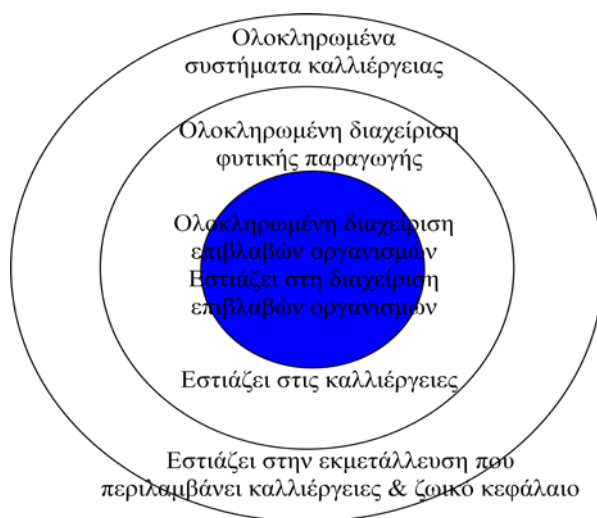 Ολοκληρωμένα
συστήματα καλλιέργειας
Ολοκληρωμένη διαχείριση
φυτικής παραγωγής
Ολοκληρωμένη διαχείριση
επιβλαβών οργανισμών
Εστιάζει στη διαχείριση
επιβλαβών οργανισμών
Εστιάζει στις καλλιέργειες
Εστιάζει στην εκμετάλλευση που
περιλαμβάνει καλλιέργειες & ζωικό κεφάλαιο